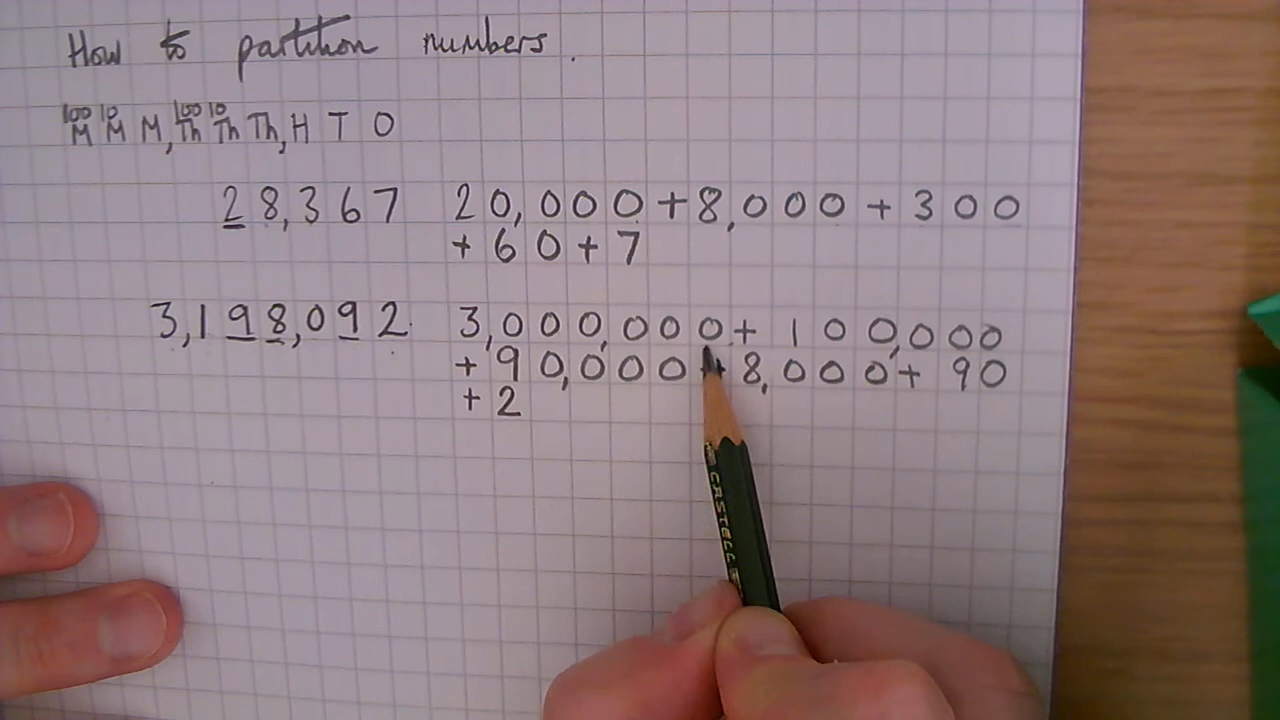 How to partition numbers.
100 M 10 M M, 100 Th 10 Th Th, H T O
28,367 20,000 + 8,000 + 300
+ 60 + 7
3,198,092 3,000,000 + 100,000
+ 90,000 + 8,000 + 90
+ 2
CASTELL